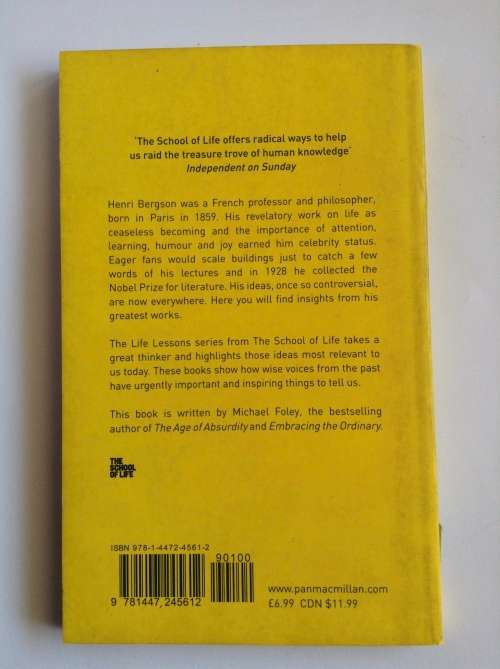 'The School of Life offers radical ways to help
us raid the treasure trove of human knowledge'
Independent on Sunday
Henri Bergson was a French professor and philosopher,
born in Paris in 1859. His revelatory work on life as
ceaseless becoming and the importance of attention,
learning, humour and joy earned him celebrity status.
Eager fans would scale buildings just to catch a few
words of his lectures and in 1928 he collected the
Nobel Prize for literature. His ideas, once so controversial,
are now everywhere. Here you will find insights from his
greatest works.
The Life Lessons series from The School of Life takes a
great thinker and highlights those ideas most relevant to
us today. These books show how wise voices from the past
have urgently important and inspiring things to tell us.
This book is written by Michael Foley, the bestselling
author of The Age of Absurdity and Embracing the Ordinary.
THE
SCHOOL
OF LIFE
ISBN 978-1-4472-4561-2
90100
9 781447 245612
www.panmacmillan.com
£6.99 CDN $11.99